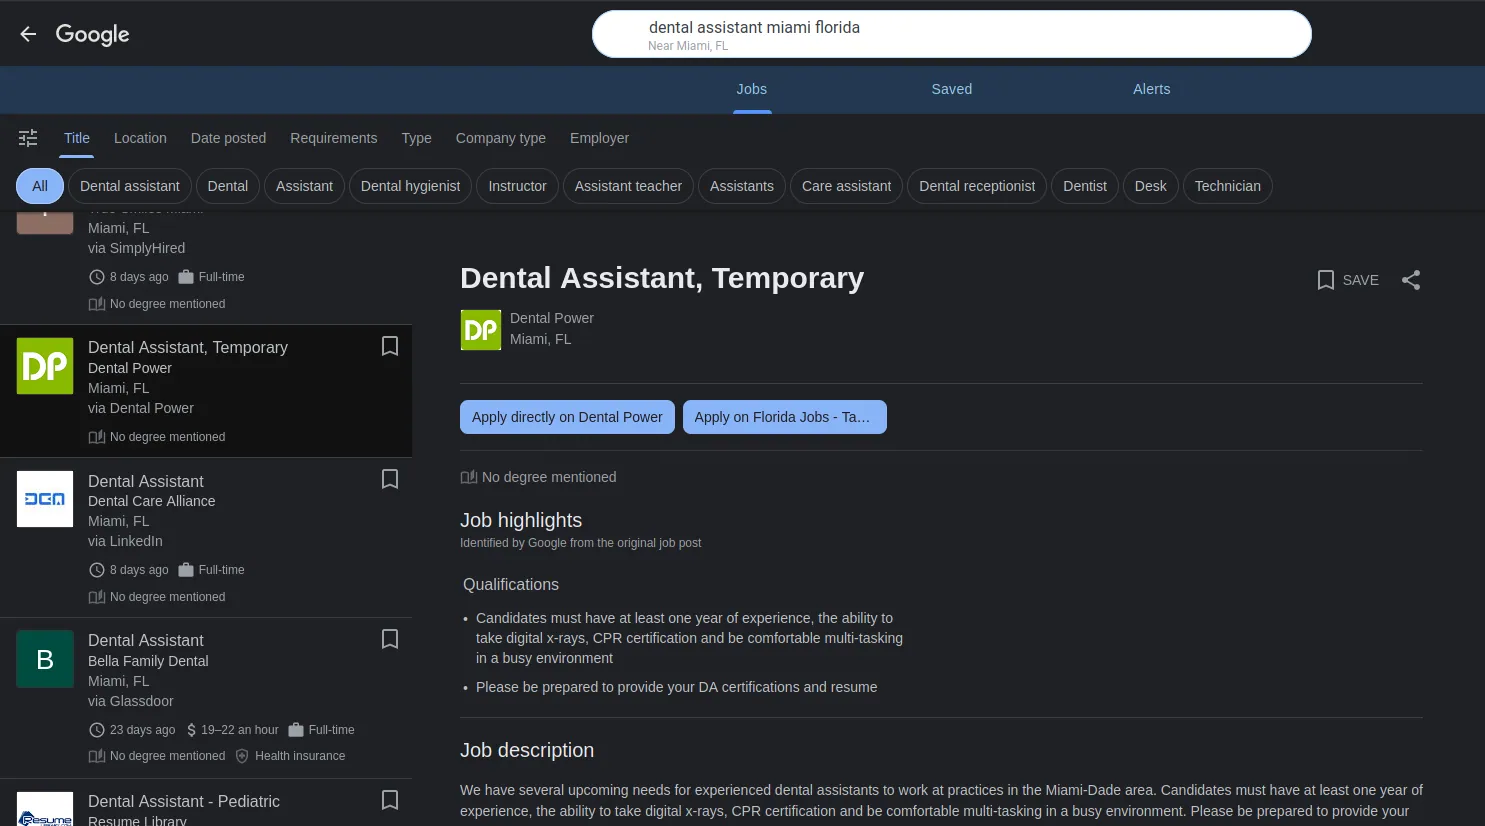 Google
dental assistant miami florida
Near Miami, FL
Jobs
Saved
Alerts
Title
Location
Date posted
Requirements
Type
Company type
Employer
All
Dental assistant
Dental
Assistant
Dental hygienist
Instructor
Assistant teacher
Assistants
Care assistant
Dental receptionist
Dentist
Desk
Technician
Miami, FL
via SimplyHired
8 days ago
Full-time
No degree mentioned
DP
Dental Assistant, Temporary
Dental Power
Miami, FL
via Dental Power
No degree mentioned
DCA
Dental Assistant
Dental Care Alliance
Miami, FL
via LinkedIn
8 days ago
Full-time
No degree mentioned
B
Dental Assistant
Bella Family Dental
Miami, FL
via Glassdoor
23 days ago
19–22 an hour
Full-time
No degree mentioned
Health insurance
Resume
Dental Assistant - Pediatric
Resume Library
Dental Assistant, Temporary
SAVE
DP
Dental Power
Miami, FL
Apply directly on Dental Power
Apply on Florida Jobs - Ta…
No degree mentioned
Job highlights
Identified by Google from the original job post
Qualifications
• Candidates must have at least one year of experience, the ability to
take digital x-rays, CPR certification and be comfortable multi-tasking
in a busy environment
• Please be prepared to provide your DA certifications and resume
Job description
We have several upcoming needs for experienced dental assistants to work at practices in the Miami-Dade area. Candidates must have at least one year of
experience, the ability to take digital x-rays, CPR certification and be comfortable multi-tasking in a busy environment. Please be prepared to provide your